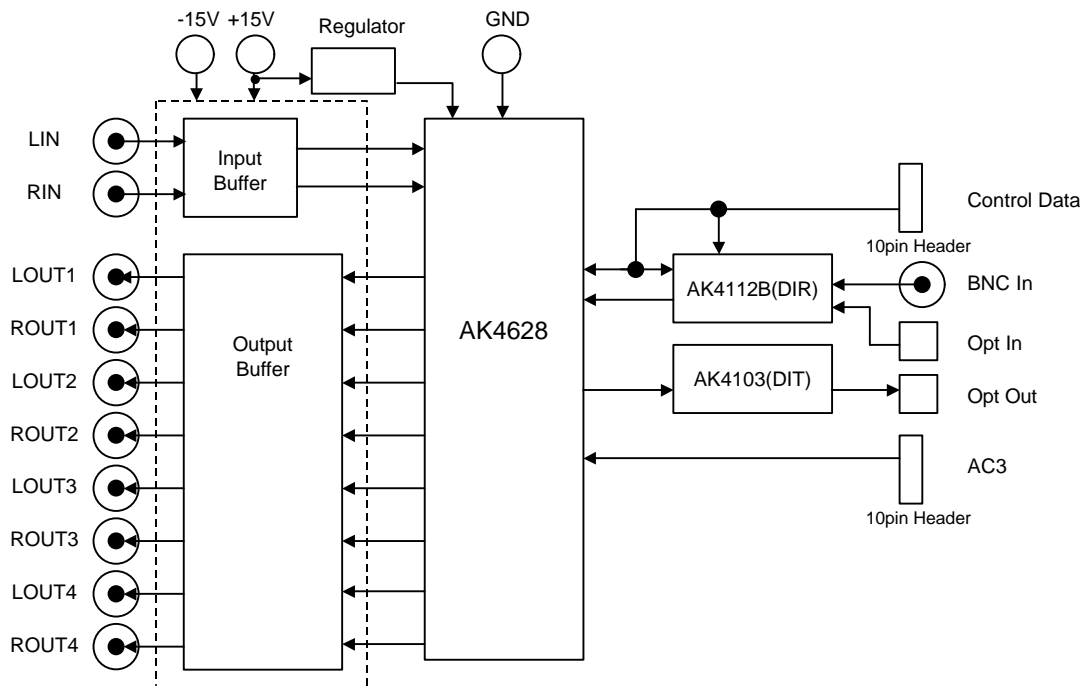 -15V
+15V
Regulator
GND
LIN
RIN
Input
Buffer
LOUT1
ROUT1
LOUT2
ROUT2
LOUT3
ROUT3
LOUT4
ROUT4
Output
Buffer
AK4628
Control Data
10pin Header
AK4112B(DIR)
BNC In
Opt In
AK4103(DIT)
Opt Out
AC3
10pin Header